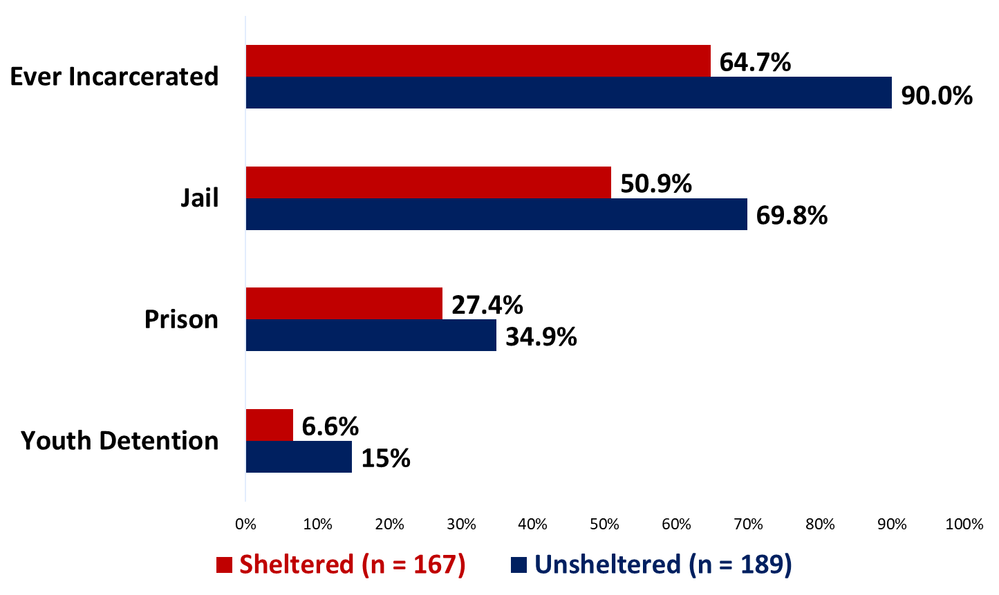 Ever Incarcerated
64.7%
90.0%
Jail
50.9%
69.8%
Prison
27.4%
34.9%
Youth Detention
6.6%
15%
0% 10% 20% 30% 40% 50% 60% 70% 80% 90% 100%
Sheltered (n = 167) Unsheltered (n = 189)